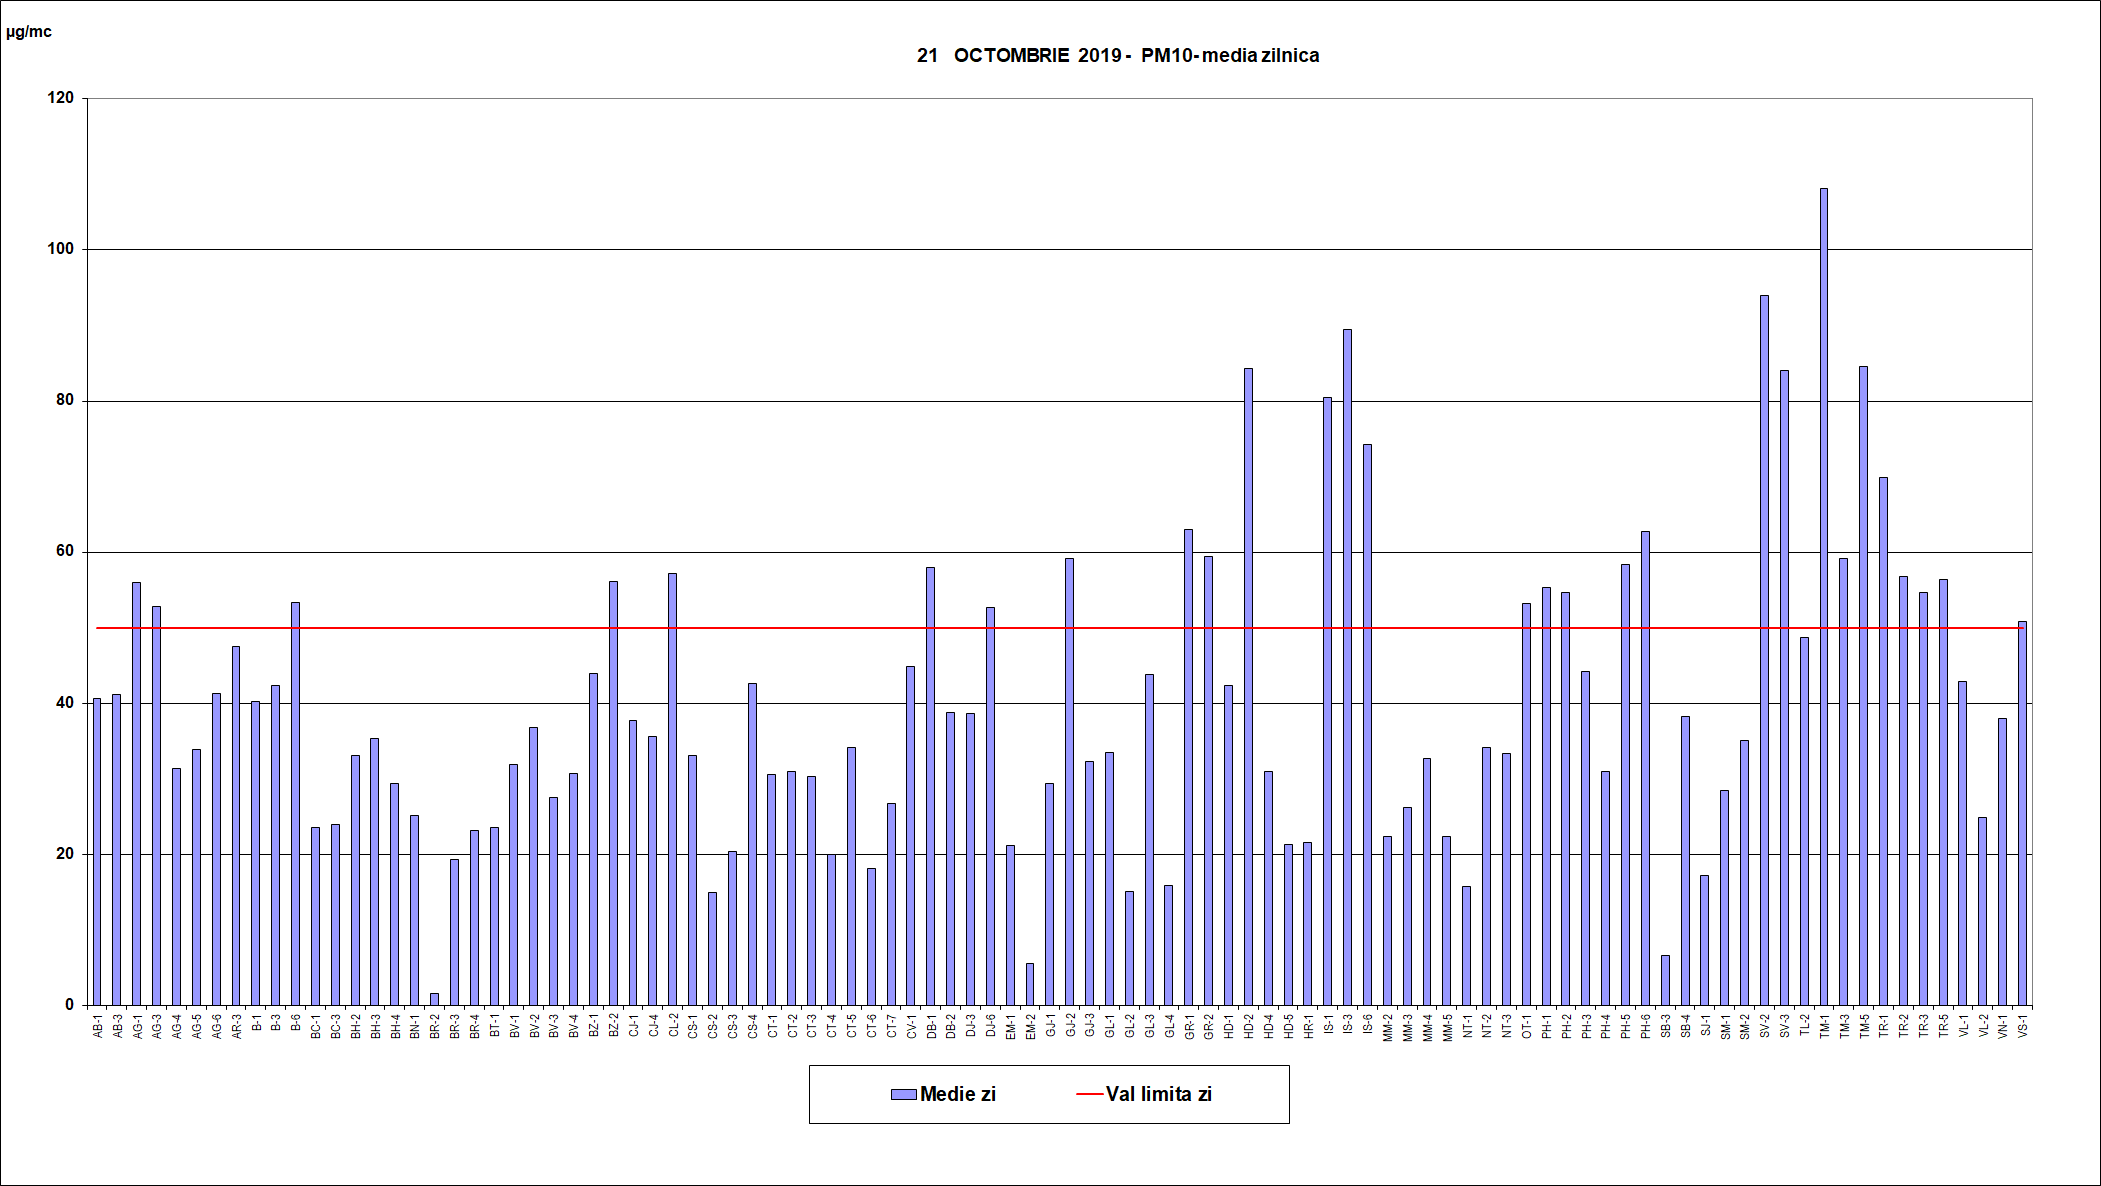 µg/mc
21 OCTOMBRIE 2019 - PM10- media zilnica
120
100
80
60
40
20
0
AB-1 AB-3 AG-1 AG-3 AG-4 AG-5 AG-6 AR-3 B-1 B-3 B-6 BC-1 BC-3 BH-2 BH-3 BH-4 BN-1 BR-2 BR-3 BR-4 BT-1 BV-1 BV-2 BV-3 BV-4 BZ-1 BZ-2 CJ-1 CJ-4 CL-2 CS-1 CS-2 CS-3 CS-4 CT-1 CT-2 CT-3 CT-4 CT-5 CT-6 CT-7 CV-1 DB-1 DB-2 DJ-3 DJ-6 EM-1 EM-2 GJ-1 GJ-2 GJ-3 GL-1 GL-2 GL-3 GL-4 GR-1 GR-2 HD-1 HD-2 HD-4 HD-5 HR-1 IS-1 IS-3 IS-6 MM-2 MM-3 MM-4 MM-5 NT-1 NT-2 NT-3 OT-1 PH-1 PH-2 PH-3 PH-4 PH-5 PH-6 SB-3 SB-4 SJ-1 SM-1 SM-2 SV-2 SV-3 TL-2 TM-1 TM-3 TM-5 TR-1 TR-2 TR-3 TR-5 VL-1 VL-2 VN-1 VS-1
Medie zi Val limita zi